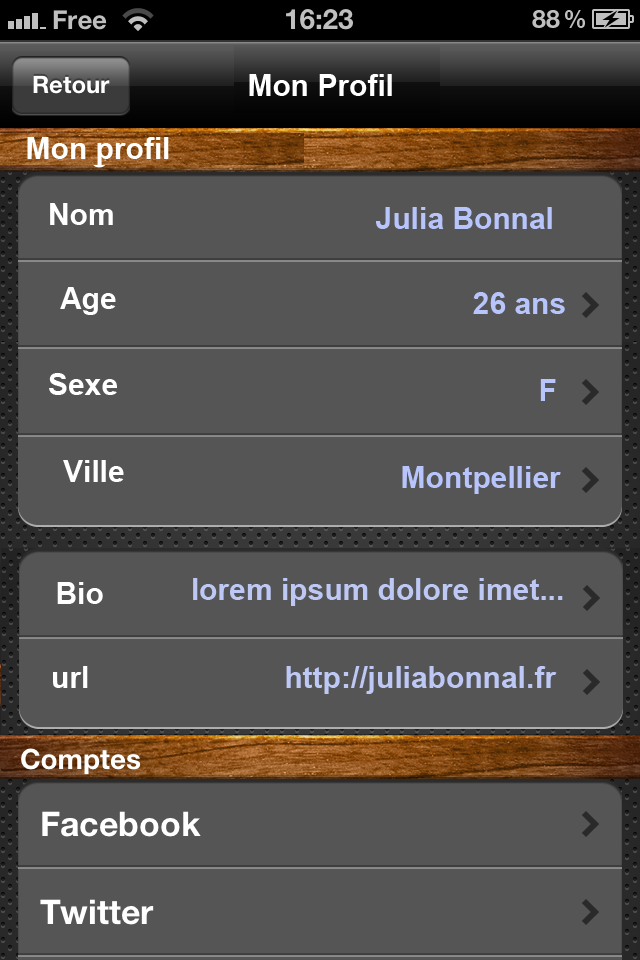 Free 16:23 88 %
Retour Mon Profil
Mon profil
Nom Julia Bonnal
Age 26 ans
Sexe F
Ville Montpellier
Bio lorem ipsum dolore imet...
url http://juliabonnal.fr
Comptes
Facebook
Twitter